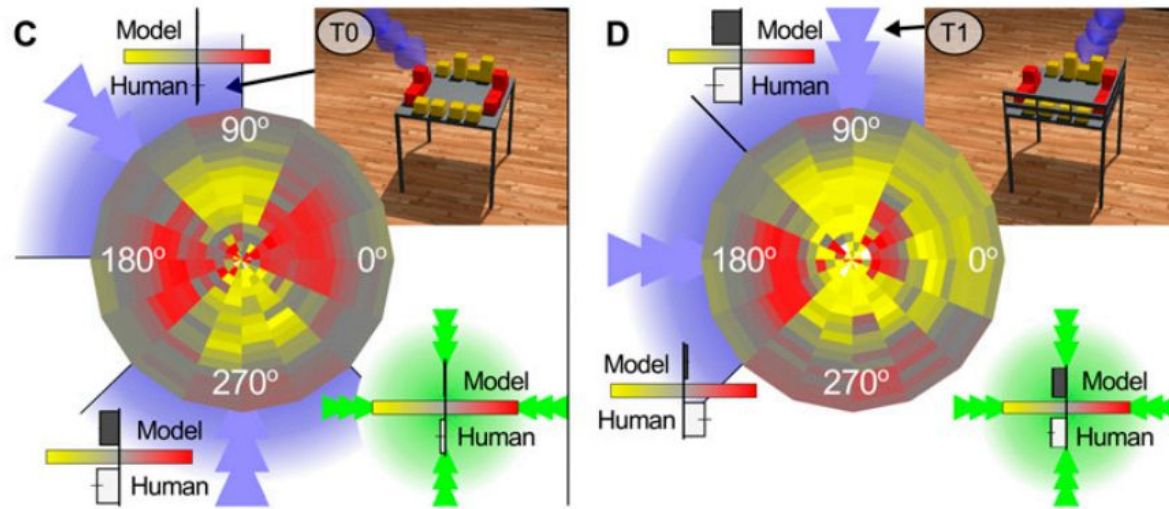 C
T0
Model
Human
90º
180º
0º
270º
Model
Human
Model
Human
D
T1
Model
Human
90º
180º
0º
270º
Model
Human
Model
Human